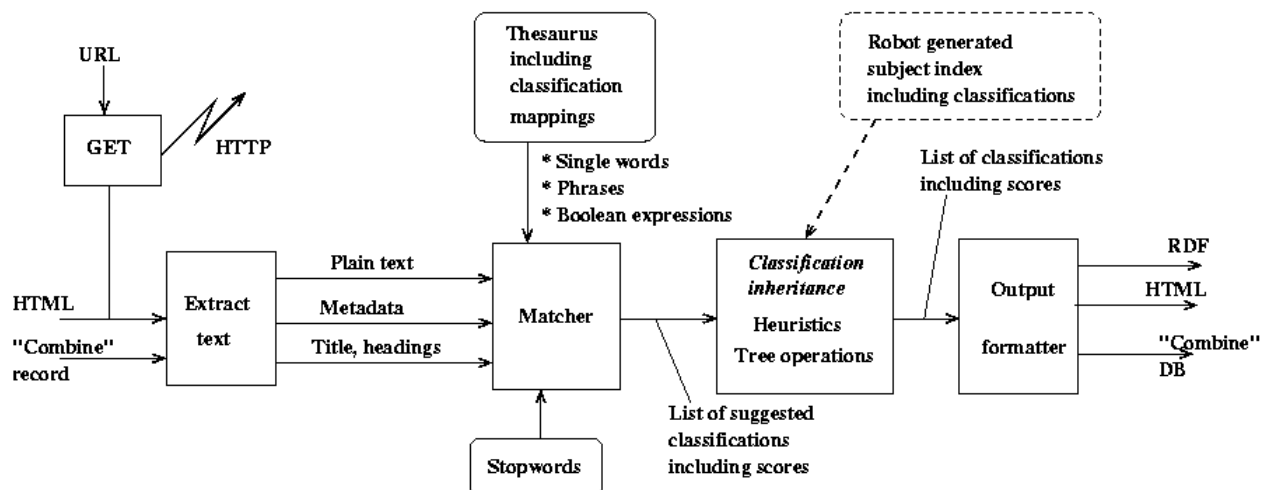 URL
GET
HTTP
Thesaurus
including
classification
mappings
* Single words
* Phrases
* Boolean expressions
Robot generated
subject index
including classifications
List of classifications
including scores
HTML
"Combine"
record
Extract
text
Plain text
Metadata
Title, headings
Matcher
Stopwords
List of suggested
classifications
including scores
Classification
inheritance
Heuristics
Tree operations
Output
formatter
RDF
HTML
"Combine"
DB